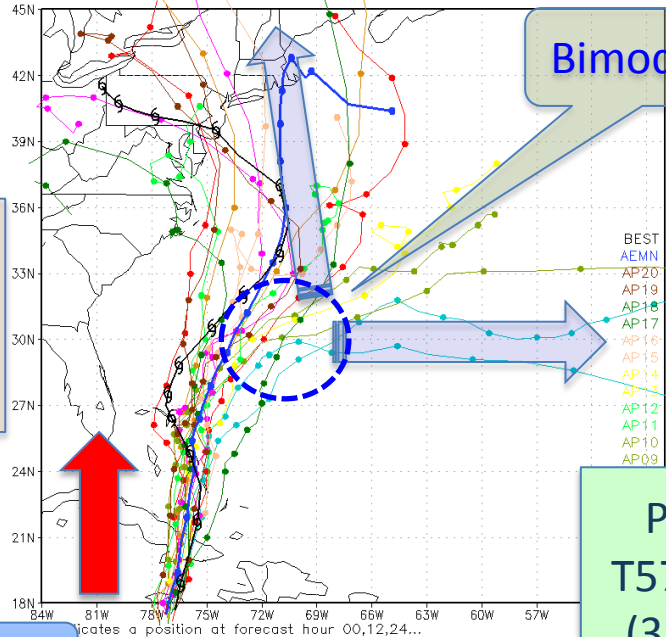 45N
42N
39N
36N
33N
30N
27N
24N
21N
18N
84W 81W 78W 75W 72W 69W 66W 63W 60W 57W
icates a position at forecast hour 00,12,24...
Bimod
BEST
AEMN
AP20
AP19
AP18
AP17
AP16
AP15
AP14
AP12
AP11
AP10
AP09
P
T57
(3